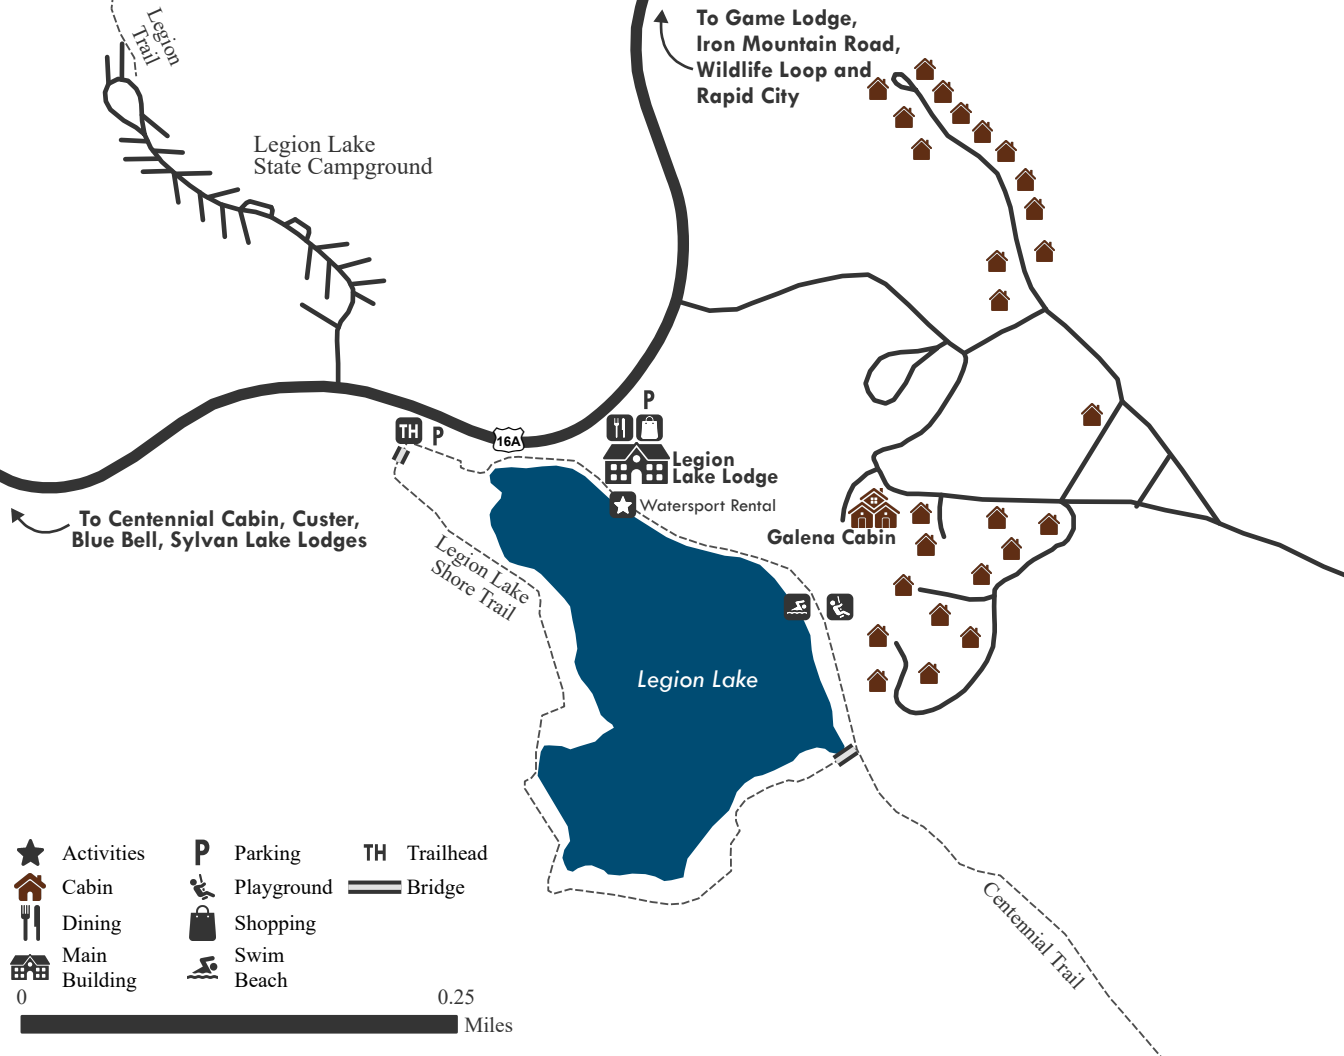 Legion
Trail
To Game Lodge,
Iron Mountain Road,
Wildlife Loop and
Rapid City
Legion Lake
State Campground
P
TH
P
16A
Legion
Lake Lodge
Watersport Rental
To Centennial Cabin, Custer,
Blue Bell, Sylvan Lake Lodges
Galena Cabin
Legion Lake
Shore Trail
Legion Lake
Centennial Trail
Activities
Cabin
Dining
Main
Building
P Parking
Playground
Shopping
Swim
Beach
TH Trailhead
Bridge
0 0.25
Miles